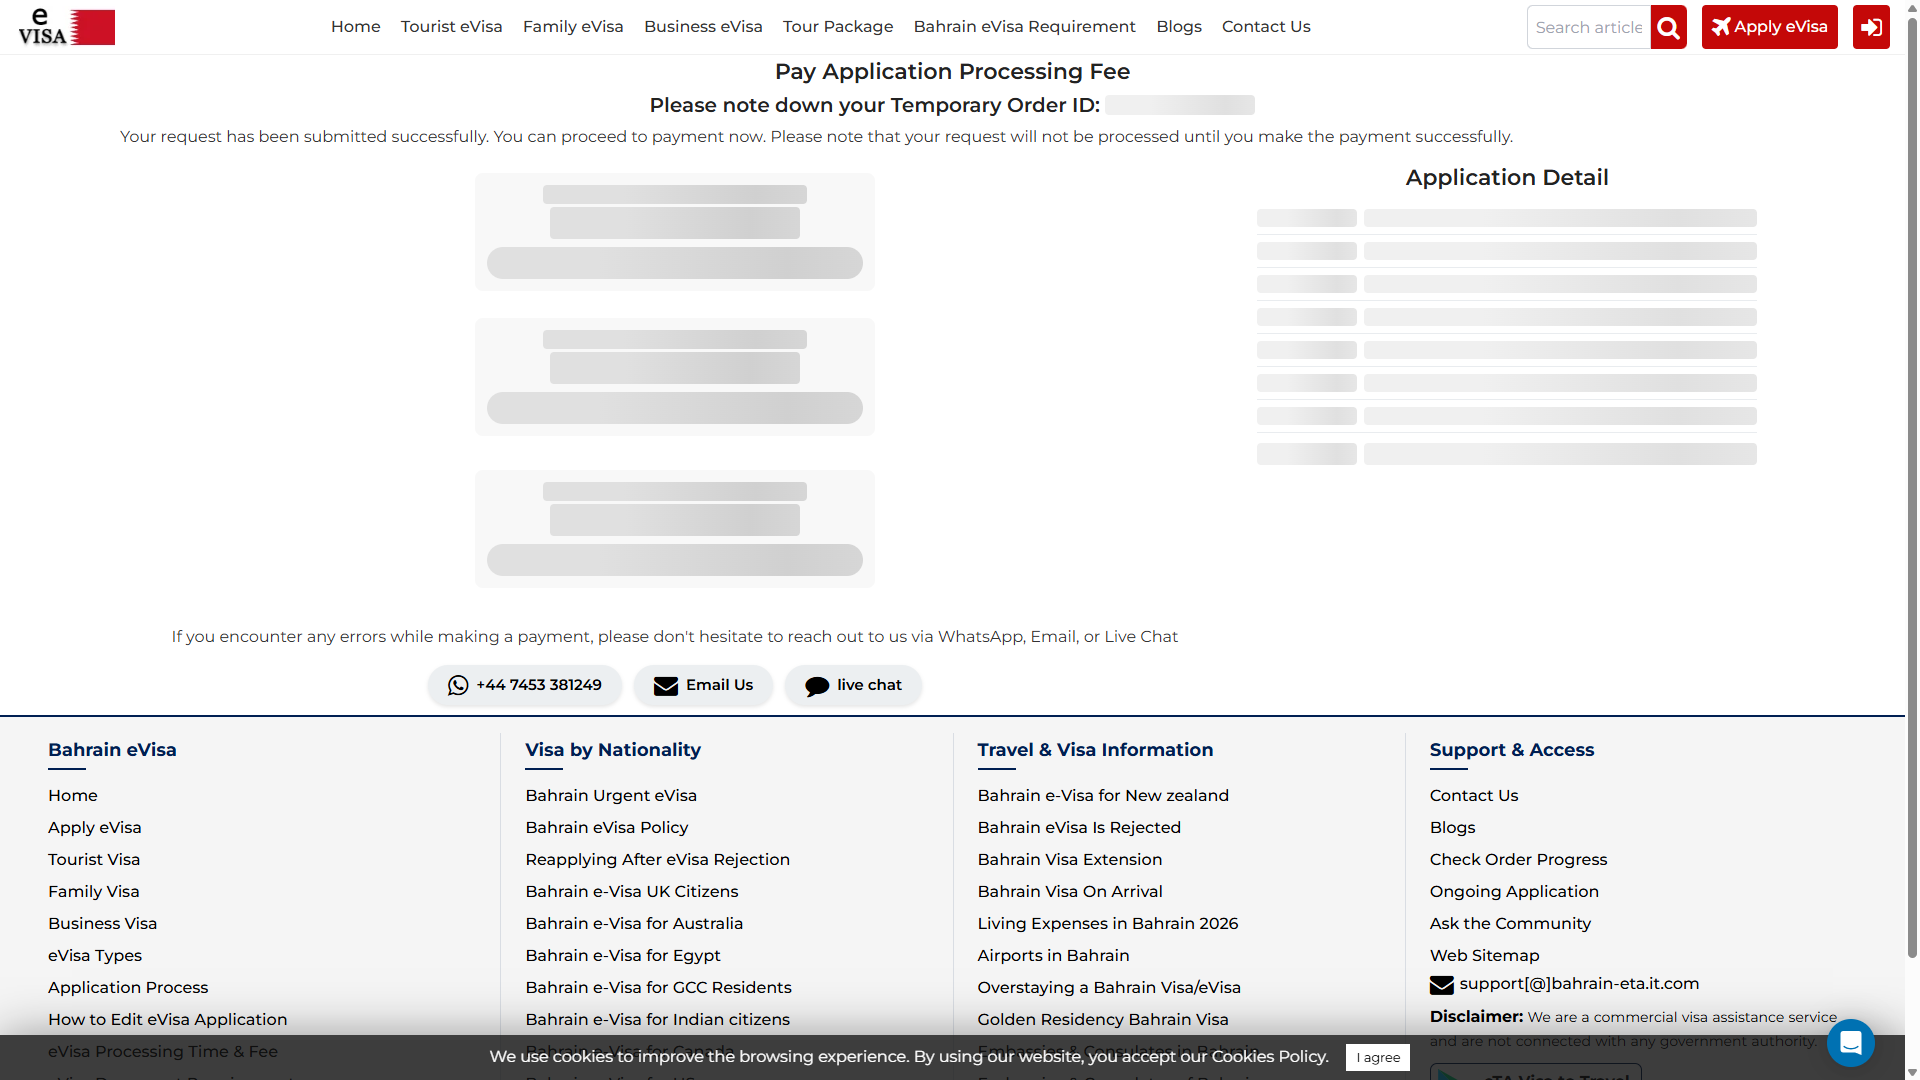 e
VISA
Home Tourist eVisa Family eVisa Business eVisa Tour Package Bahrain eVisa Requirement Blogs Contact Us
Search article
Apply eVisa
Pay Application Processing Fee
Please note down your Temporary Order ID:
Your request has been submitted successfully. You can proceed to payment now. Please note that your request will not be processed until you make the payment successfully.
Application Detail
If you encounter any errors while making a payment, please don't hesitate to reach out to us via WhatsApp, Email, or Live Chat
+44 7453 381249
Email Us
live chat
Bahrain eVisa
Home
Apply eVisa
Tourist Visa
Family Visa
Business Visa
eVisa Types
Application Process
How to Edit eVisa Application
eVisa Processing Time & Fee
Visa by Nationality
Bahrain Urgent eVisa
Bahrain eVisa Policy
Reapplying After eVisa Rejection
Bahrain e-Visa UK Citizens
Bahrain e-Visa for Australia
Bahrain e-Visa for Egypt
Bahrain e-Visa for GCC Residents
Bahrain e-Visa for Indian citizens
Bahrain e-Visa for Canada
Travel & Visa Information
Bahrain e-Visa for New zealand
Bahrain eVisa Is Rejected
Bahrain Visa Extension
Bahrain Visa On Arrival
Living Expenses in Bahrain 2026
Airports in Bahrain
Overstaying a Bahrain Visa/eVisa
Golden Residency Bahrain Visa
Embassies & Consulates in Bahrain
Support & Access
Contact Us
Blogs
Check Order Progress
Ongoing Application
Ask the Community
Web Sitemap
support[@]bahrain-eta.it.com
Disclaimer: We are a commercial visa assistance service
and are not connected with any government authority.
We use cookies to improve the browsing experience. By using our website, you accept our Cookies Policy.
I agree